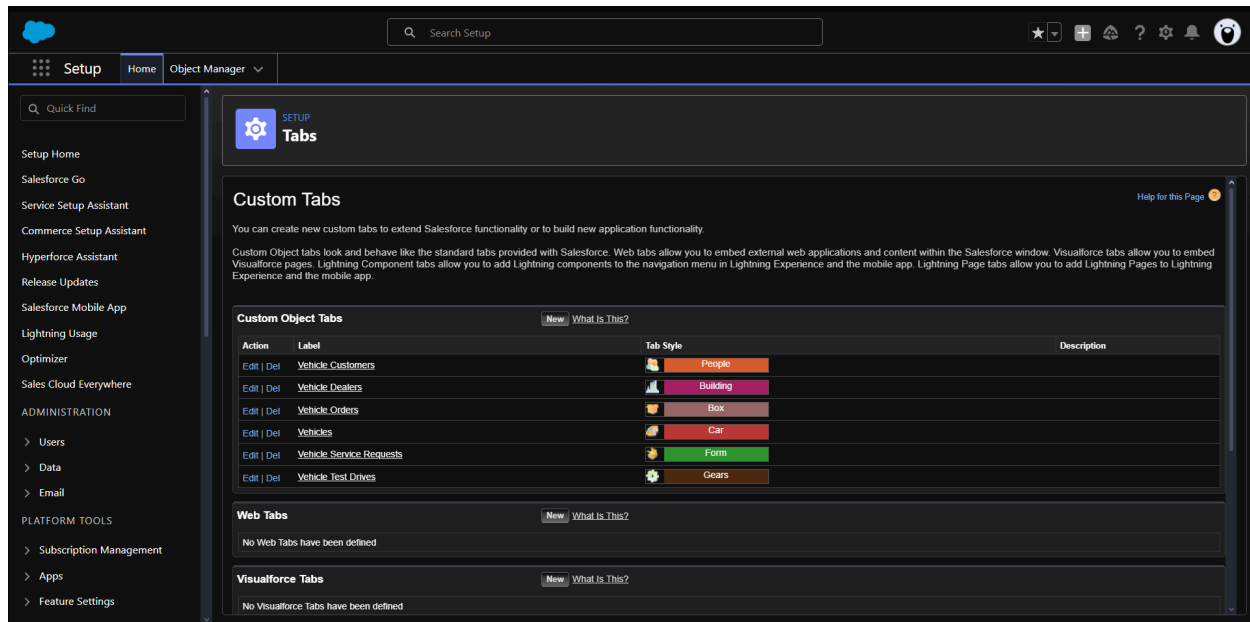 Search Setup
Setup
Home
Object Manager
Quick Find
Setup Home
Salesforce Go
Service Setup Assistant
Commerce Setup Assistant
Hyperforce Assistant
Release Updates
Salesforce Mobile App
Lightning Usage
Optimizer
Sales Cloud Everywhere
ADMINISTRATION
Users
Data
Email
PLATFORM TOOLS
Subscription Management
Apps
Feature Settings
SETUP
Tabs
Custom Tabs
Help for this Page
You can create new custom tabs to extend Salesforce functionality or to build new application functionality.
Custom Object tabs look and behave like the standard tabs provided with Salesforce. Web tabs allow you to embed external web applications and content within the Salesforce window. Visualforce tabs allow you to embed
Visualforce pages. Lightning Component tabs allow you to add Lightning components to the navigation menu in Lightning Experience and the mobile app. Lightning Page tabs allow you to add Lightning Pages to Lightning
Experience and the mobile app.
Custom Object Tabs New What Is This?
Action Label Tab Style Description
Edit | Del Vehicle Customers People
Edit | Del Vehicle Dealers Building
Edit | Del Vehicle Orders Box
Edit | Del Vehicles Car
Edit | Del Vehicle Service Requests Form
Edit | Del Vehicle Test Drives Gears
Web Tabs New What Is This?
No Web Tabs have been defined
Visualforce Tabs New What Is This?
No Visualforce Tabs have been defined